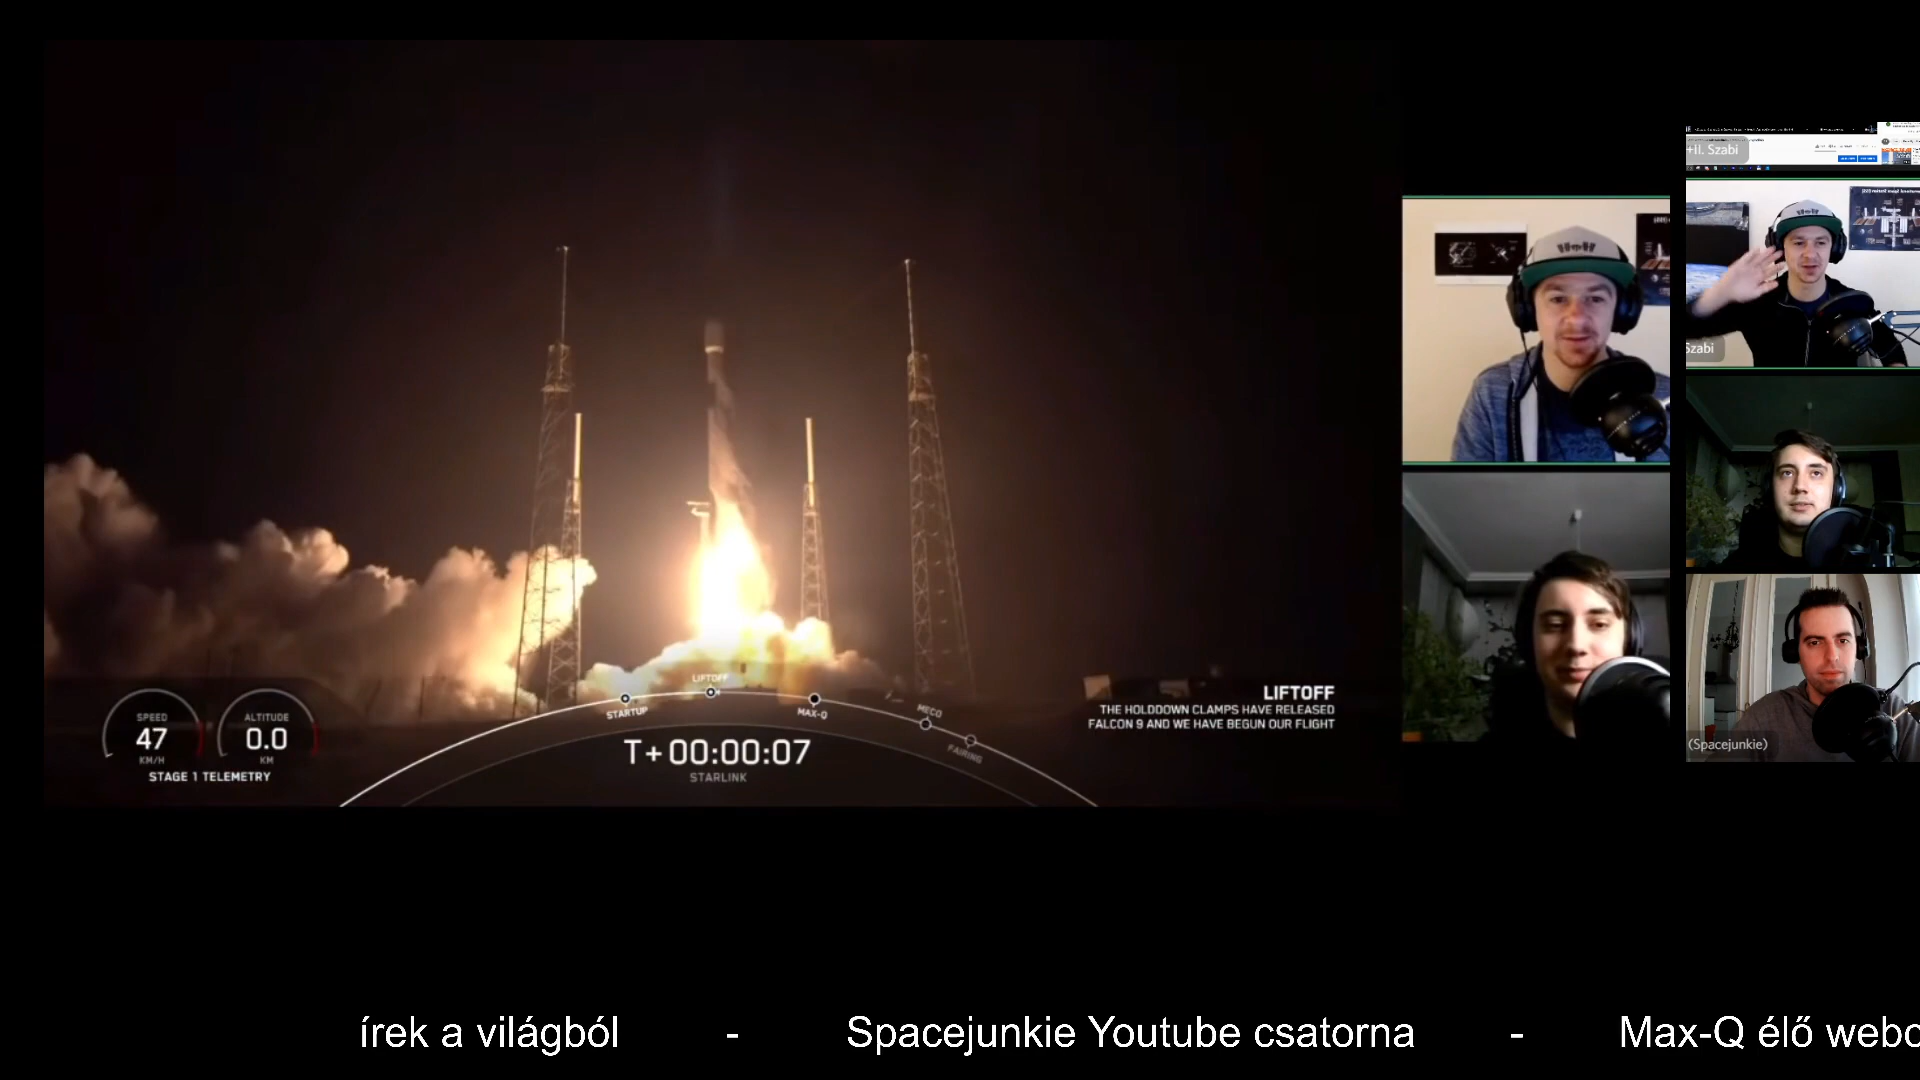 +il. Szabi
Szabi
(Spacejunkie)
LIFTOFF
STARTUP
MAX-Q
MECO
FAIRING
SPEED
47
KM/H
ALTITUDE
0.0
KM
STAGE 1 TELEMETRY
T+00:00:07
STARLINK
LIFTOFF
THE HOLDDOWN CLAMPS HAVE RELEASED
FALCON 9 AND WE HAVE BEGUN OUR FLIGHT
írek a világból - Spacejunkie Youtube csatorna - Max-Q élő webc